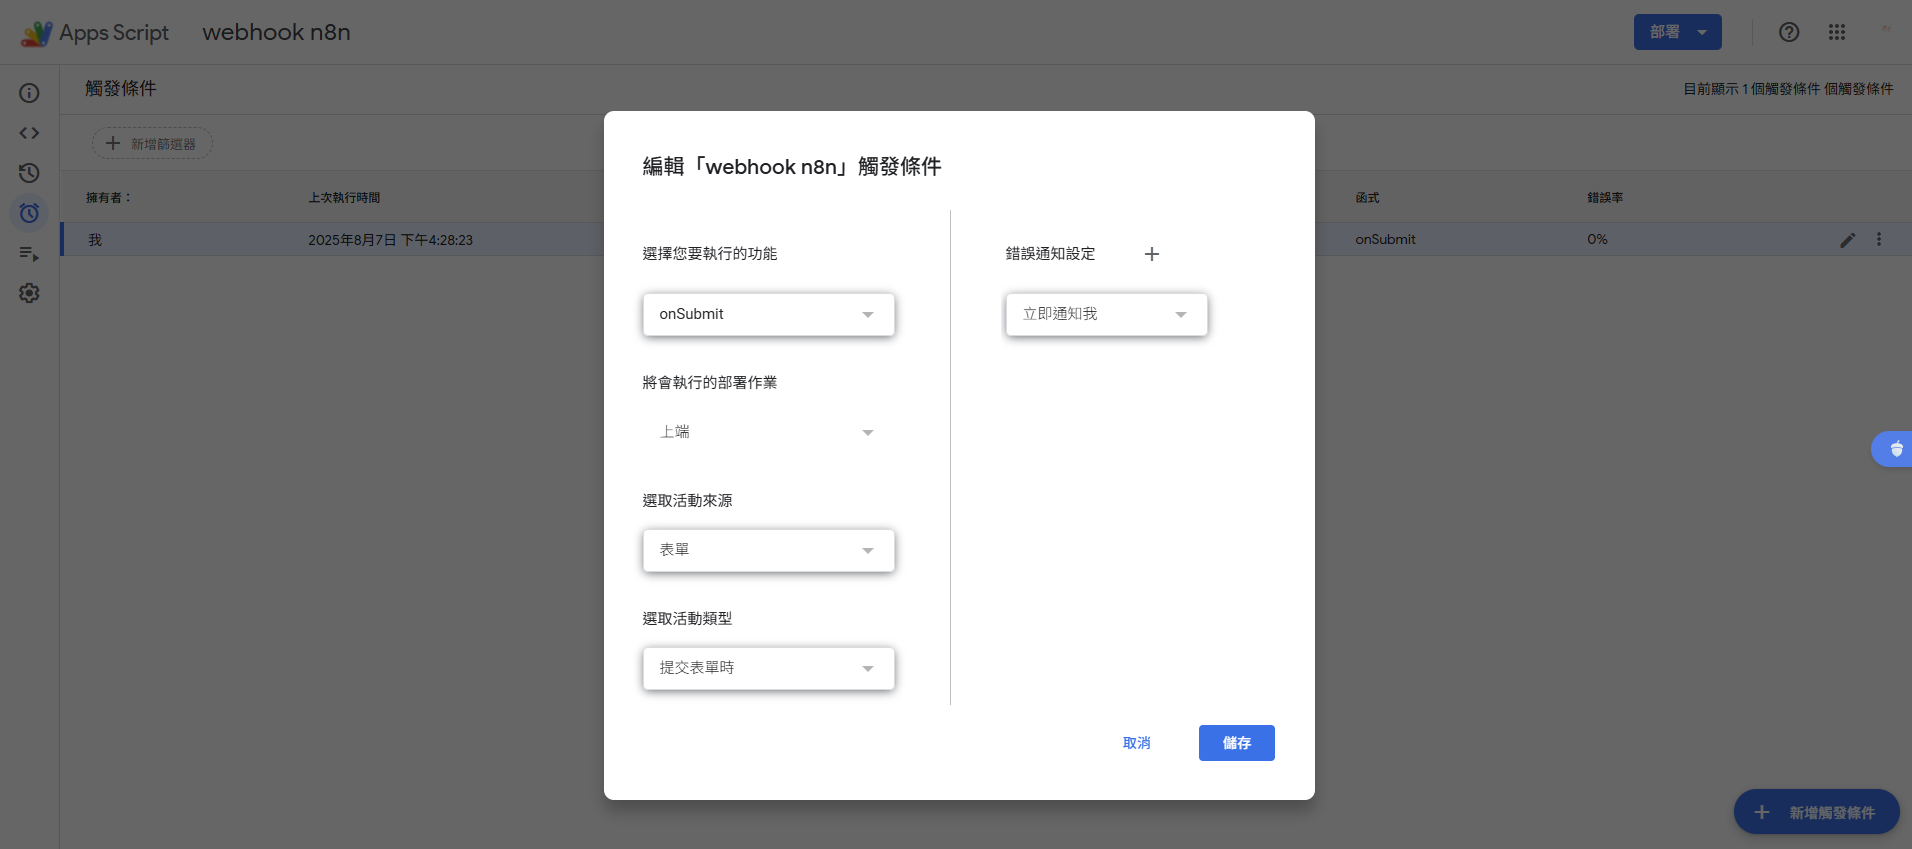 Apps Script
webhook n8n
部署
觸發條件
目前顯示 1 個觸發條件 個觸發條件
新增篩選器
擁有者：
上次執行時間
函式
錯誤率
我
2025年8月7日 下午4:28:23
onSubmit
0%
編輯「webhook n8n」觸發條件
選擇您要執行的功能
onSubmit
將會執行的部署作業
上端
選取活動來源
表單
選取活動類型
提交表單時
錯誤通知設定
立即通知我
取消
儲存
新增觸發條件